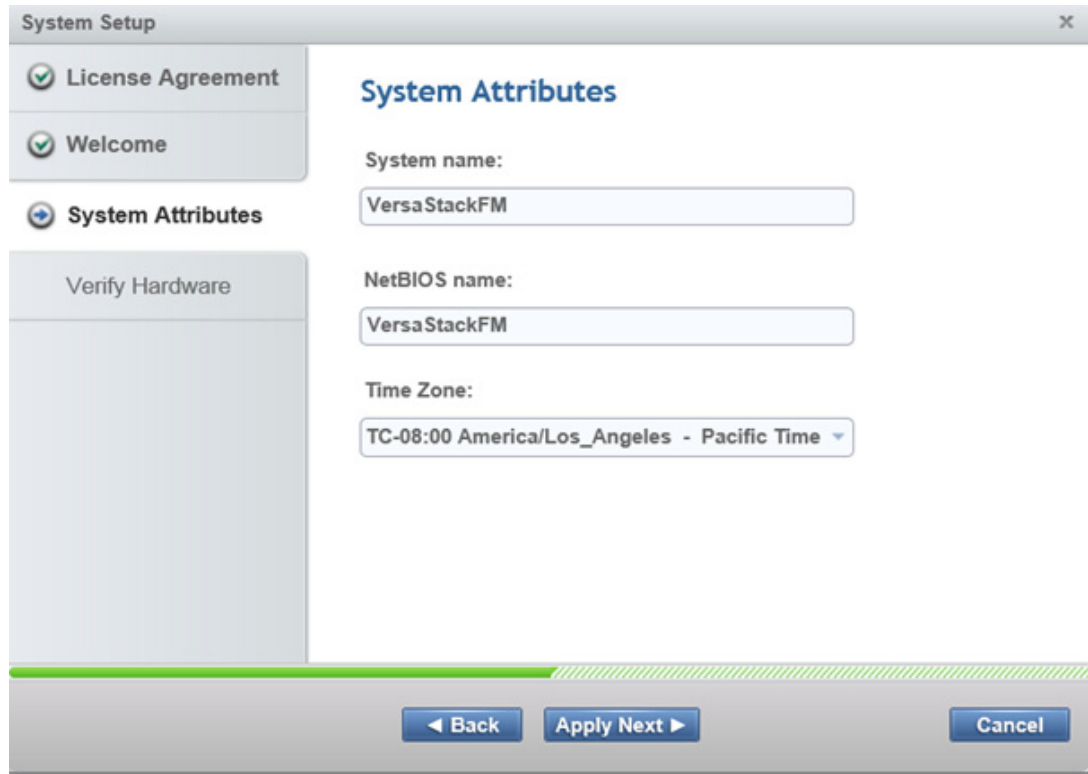 System Setup
License Agreement
Welcome
System Attributes
Verify Hardware
System Attributes
System name:
VersaStackFM
NetBIOS name:
VersaStackFM
Time Zone:
TC-08:00 America/Los_Angeles - Pacific Time
Back
Apply Next
Cancel